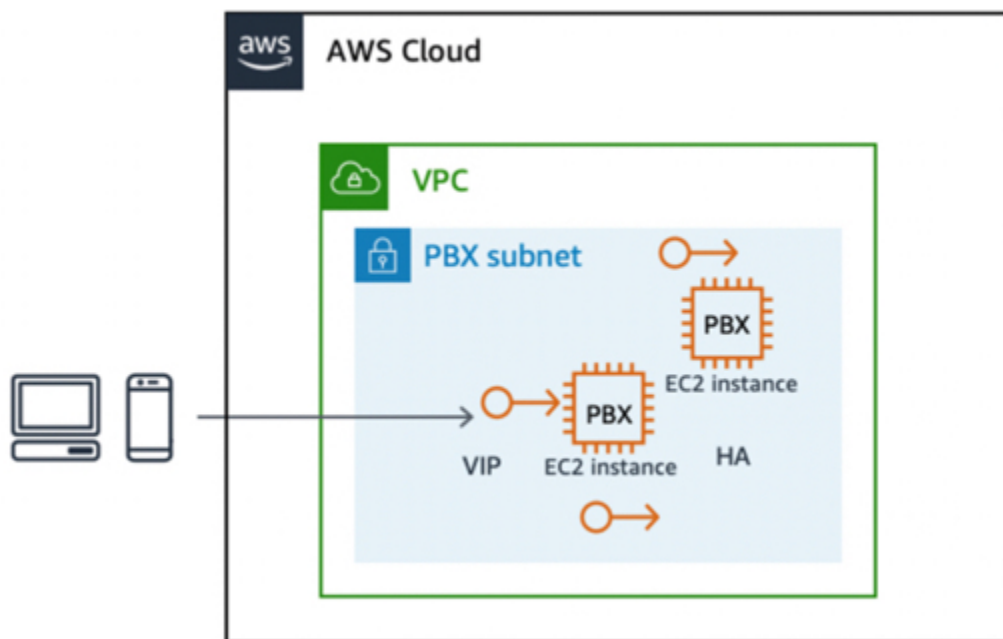 aws
AWS Cloud
VPC
PBX subnet
PBX
EC2 instance
PBX
VIP
EC2 instance
HA